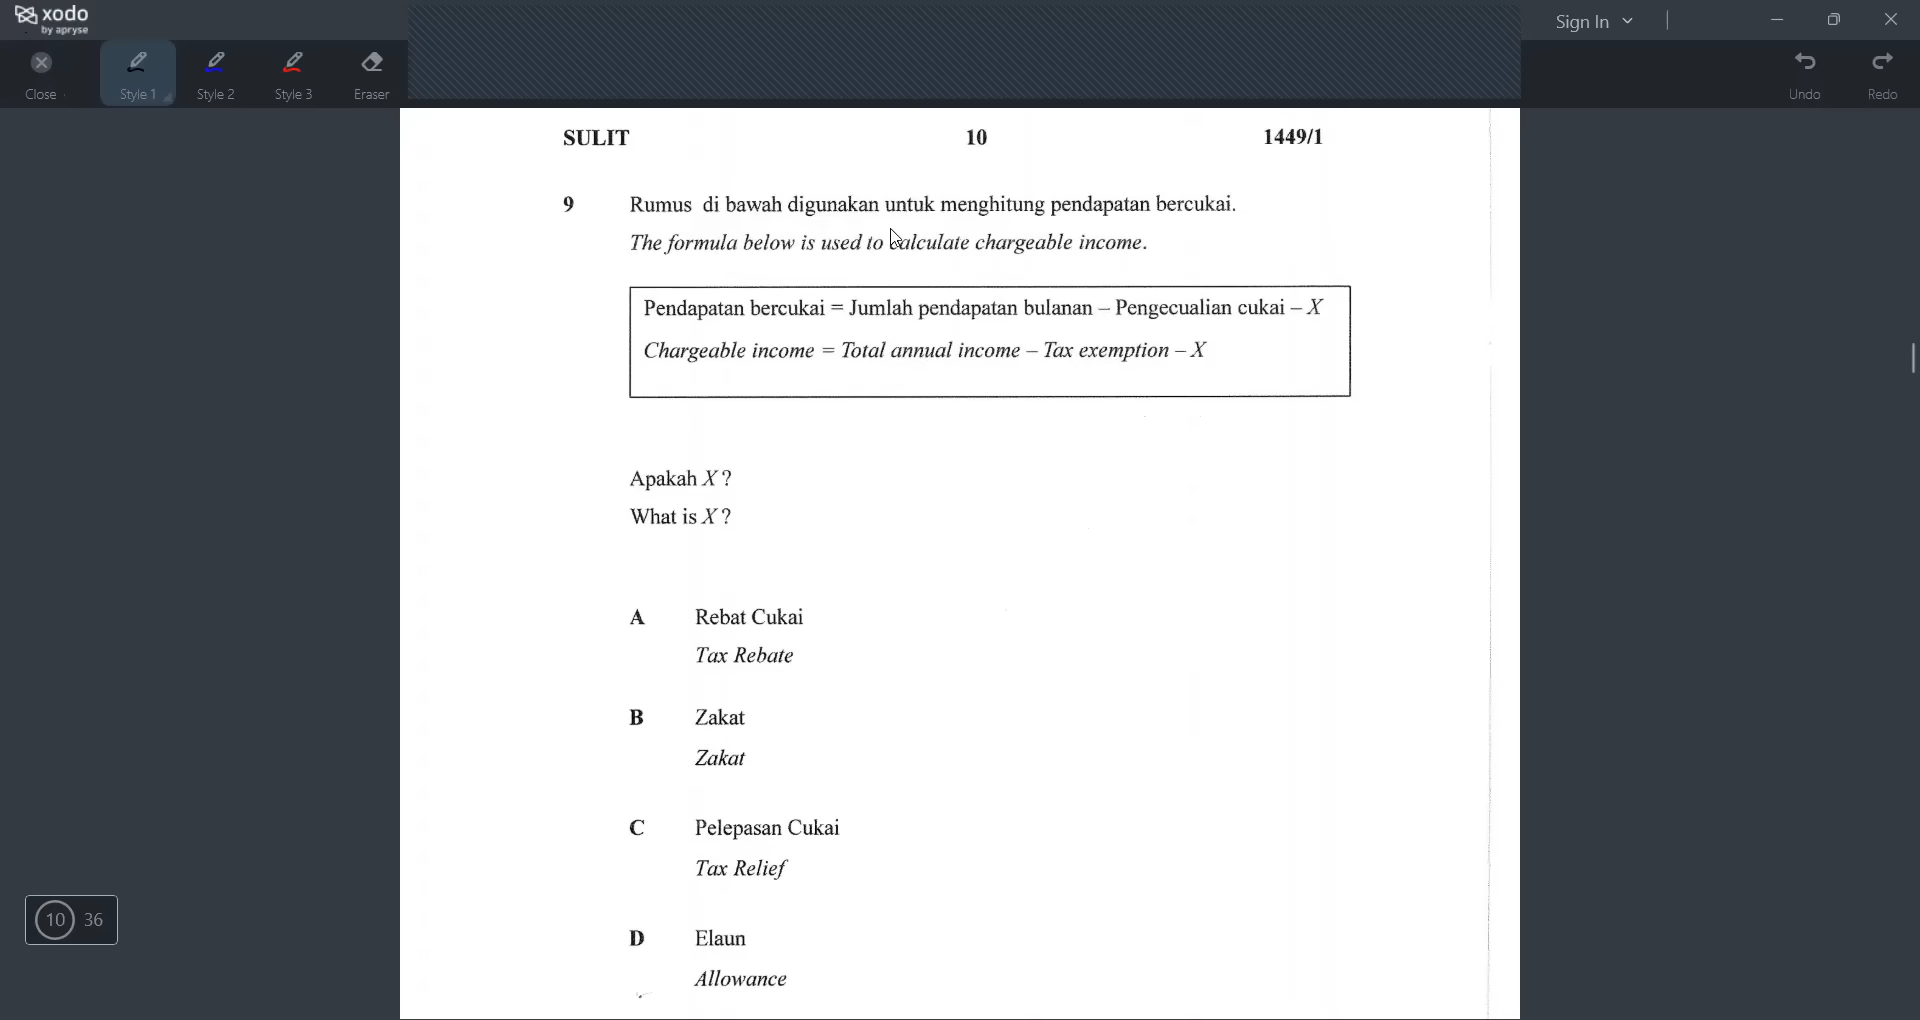 xodo
by apryse
Sign In
Close
Style 1
Style 2
Style 3
Eraser
Undo
Redo
SULIT 10 1449/1
9 Rumus di bawah digunakan untuk menghitung pendapatan bercukai.
The formula below is used to calculate chargeable income.
Pendapatan bercukai = Jumlah pendapatan bulanan – Pengecualian cukai – X
Chargeable income = Total annual income – Tax exemption – X
Apakah X ?
What is X ?
A Rebat Cukai
Tax Rebate
B Zakat
Zakat
C Pelepasan Cukai
Tax Relief
D Elaun
Allowance
10 36